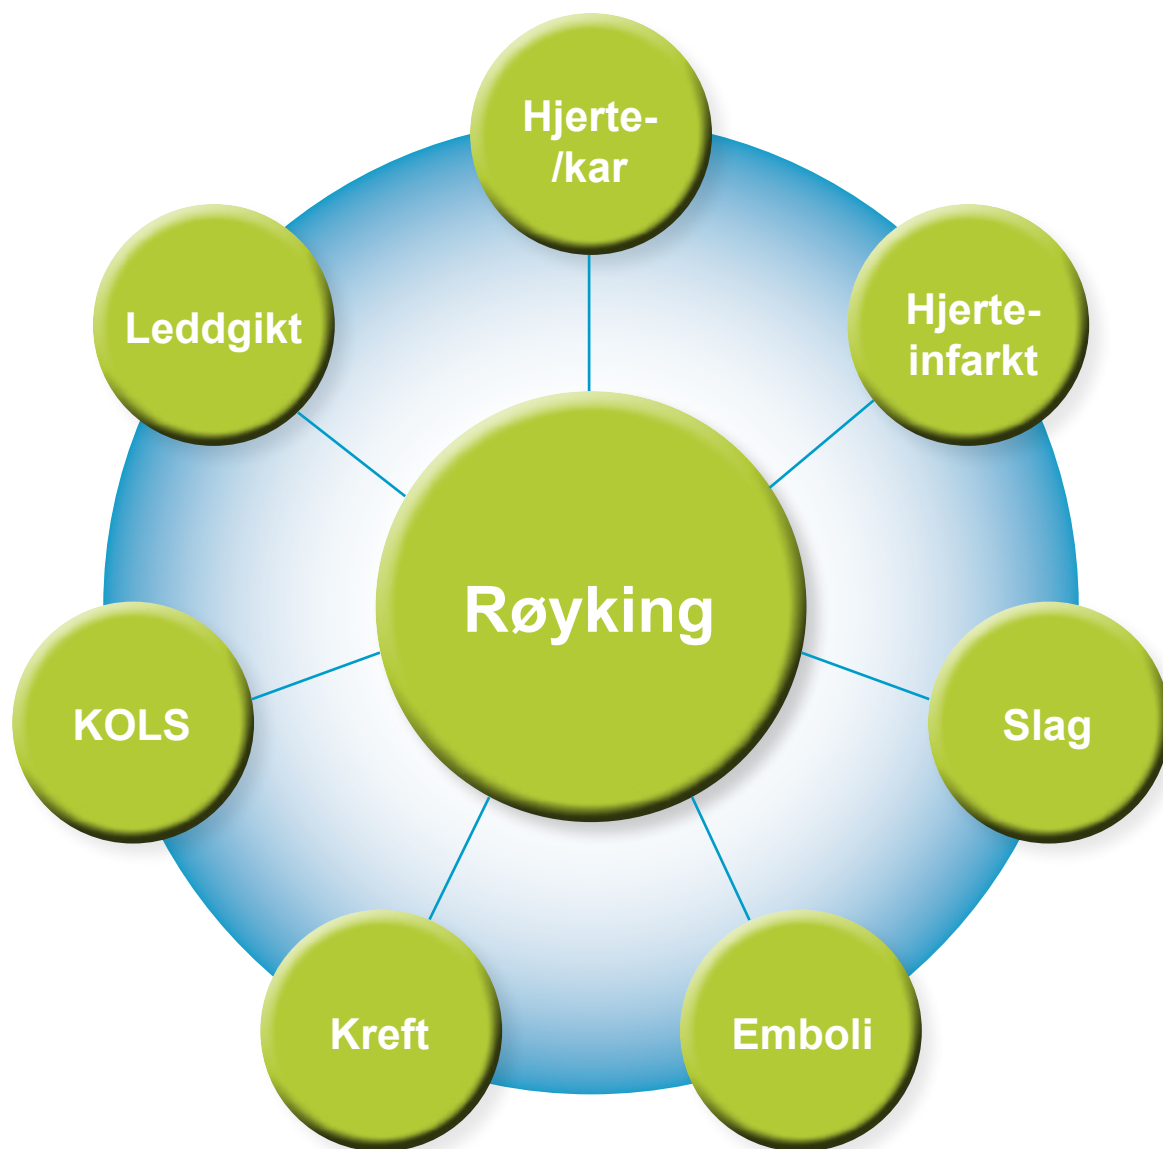 Hjerte-
/kar
Hjerte-
infarkt
Leddgikt
Røyking
KOLS
Slag
Kreft
Emboli